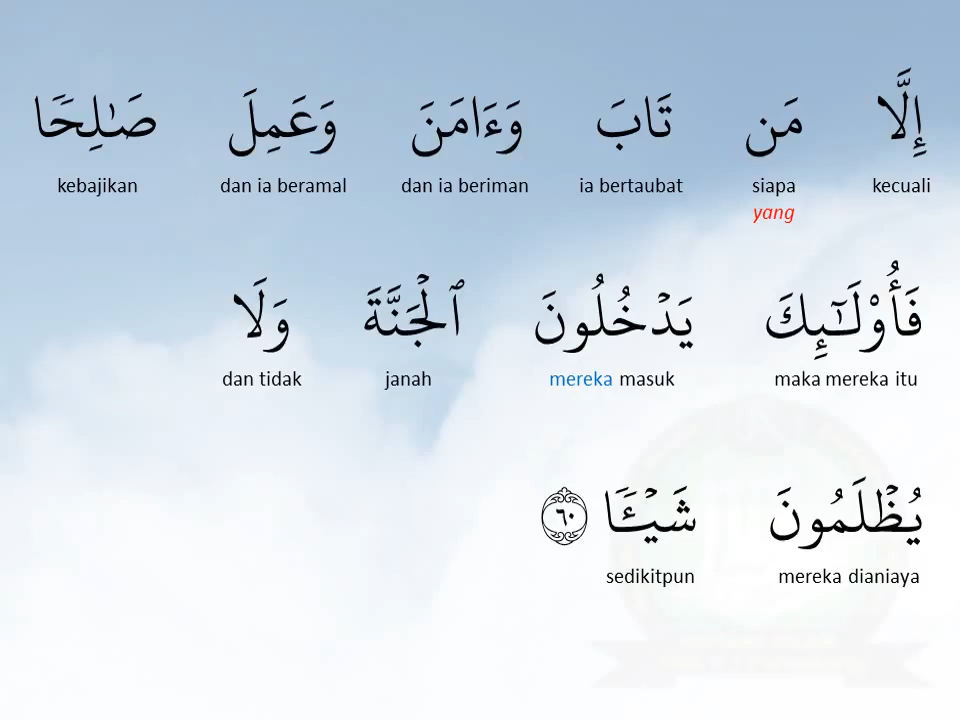 إِلَّا مَن تَابَ وَءَامَنَ وَعَمِلَ صَـٰلِحًا
kecuali siapa ia bertaubat dan ia beriman dan ia beramal kebajikan
yang
فَأُو۟لَـٰٓئِكَ يَدْخُلُونَ ٱلْجَنَّةَ وَلَا
maka mereka itu mereka masuk janah dan tidak
يُظْلَمُونَ شَيْـًٔا ٦٠
mereka dianiaya sedikitpun